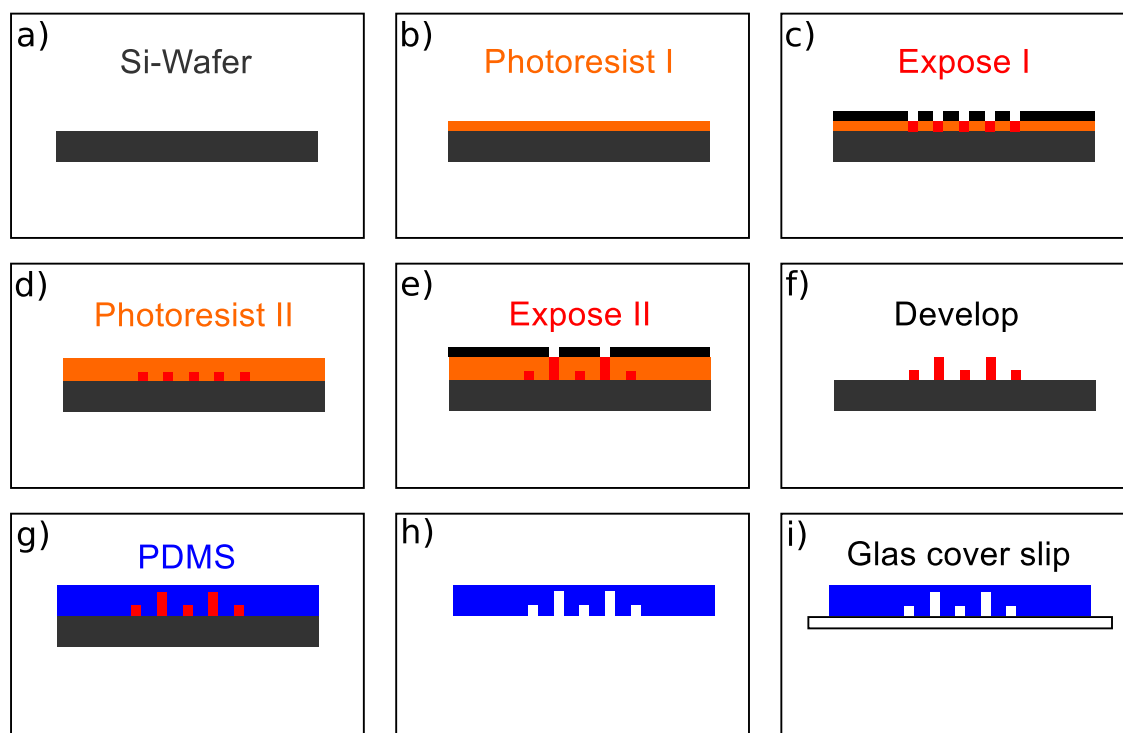 a)
Si-Wafer
b)
Photoresist I
c)
Expose I
d)
Photoresist II
e)
Expose II
f)
Develop
g)
PDMS
h)
i)
Glas cover slip